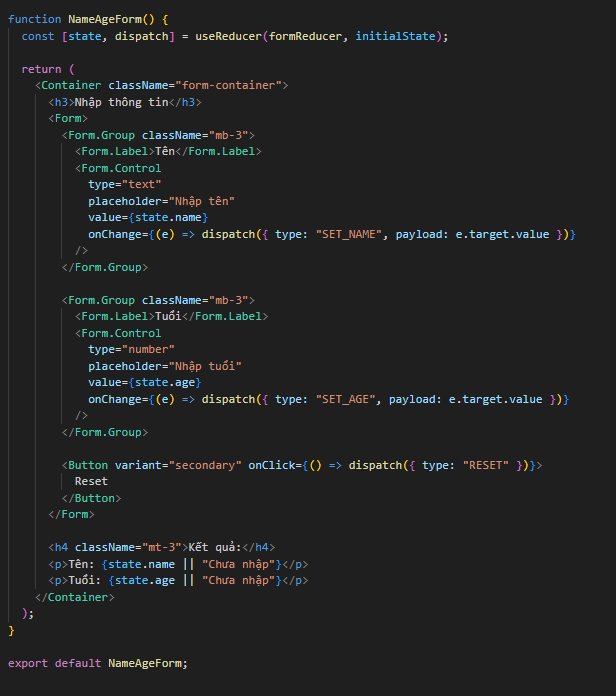 function NameAgeForm() {
  const [state, dispatch] = useReducer(formReducer, initialState);

  return (
    <Container className="form-container">
      <h3>Nhập thông tin</h3>
      <Form>
        <Form.Group className="mb-3">
          <Form.Label>Tên</Form.Label>
          <Form.Control
            type="text"
            placeholder="Nhập tên"
            value={state.name}
            onChange={(e) => dispatch({ type: "SET_NAME", payload: e.target.value })}
          />
        </Form.Group>

        <Form.Group className="mb-3">
          <Form.Label>Tuổi</Form.Label>
          <Form.Control
            type="number"
            placeholder="Nhập tuổi"
            value={state.age}
            onChange={(e) => dispatch({ type: "SET_AGE", payload: e.target.value })}
          />
        </Form.Group>

        <Button variant="secondary" onClick={() => dispatch({ type: "RESET" })}>
          Reset
        </Button>
      </Form>

      <h4 className="mt-3">Kết quả:</h4>
      <p>Tên: {state.name || "Chưa nhập"}</p>
      <p>Tuổi: {state.age || "Chưa nhập"}</p>
    </Container>
  );
}

export default NameAgeForm;